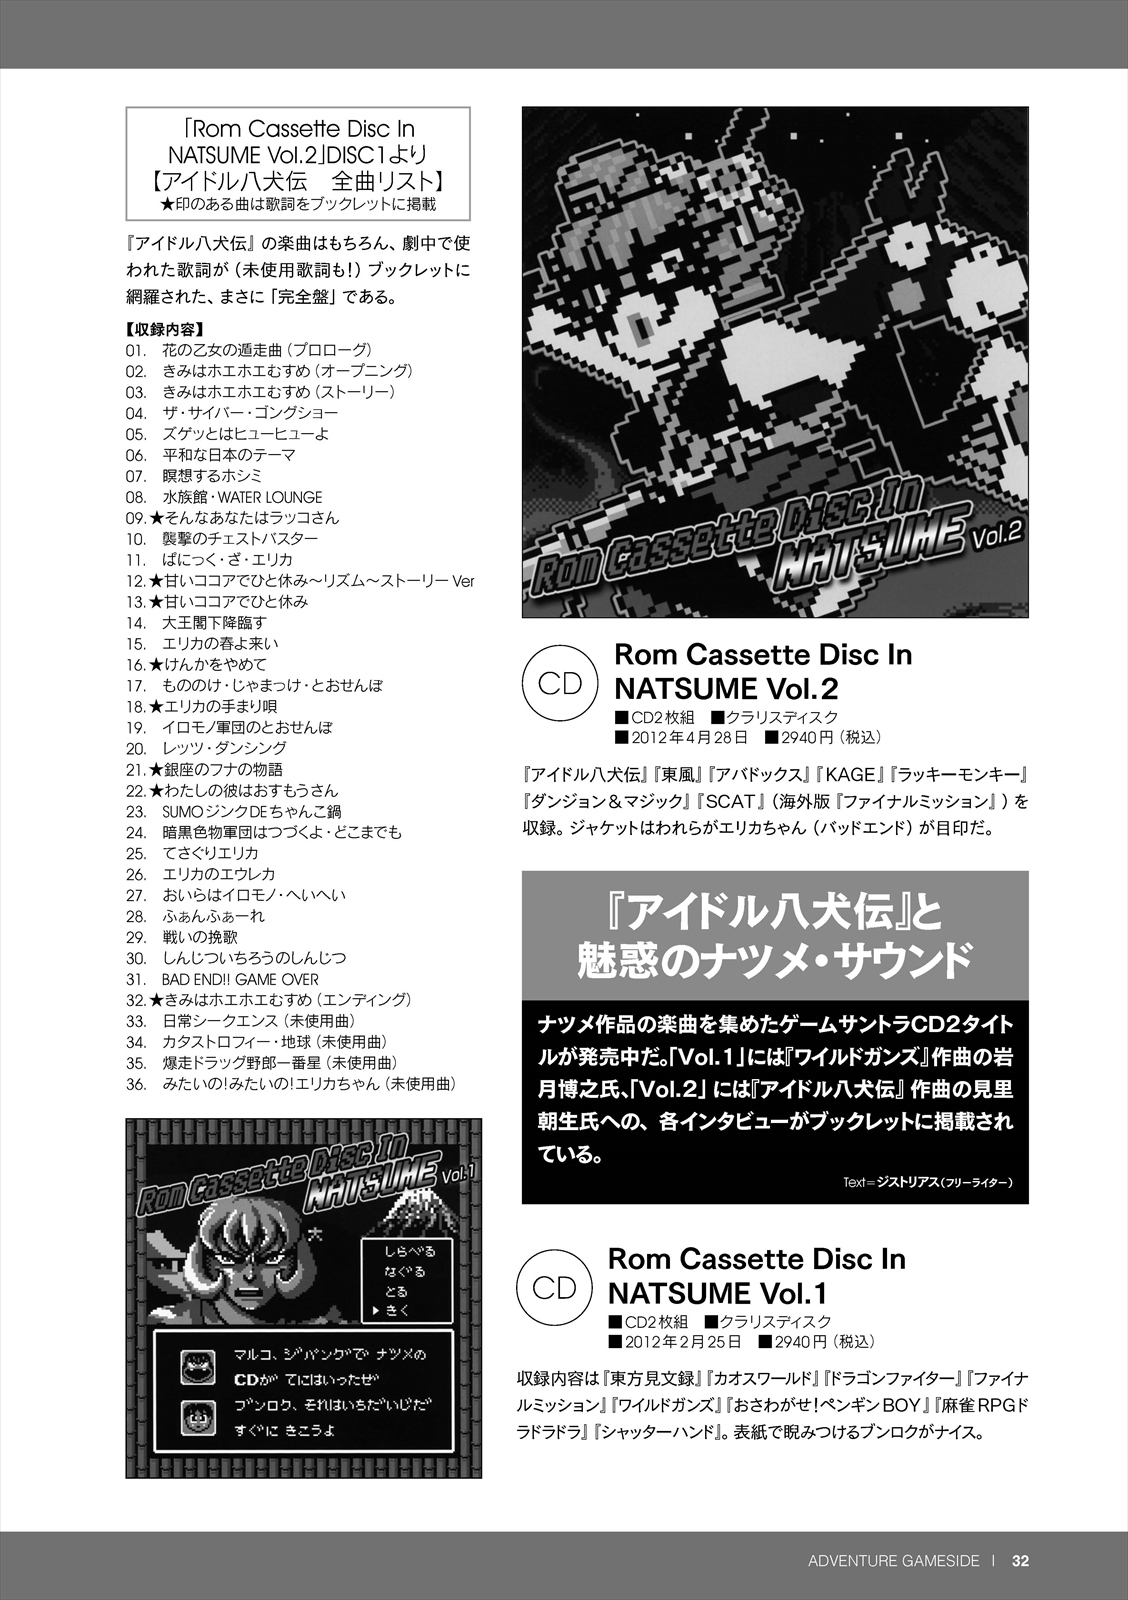 「Rom Cassette Disc In
NATSUME Vol.2」DISC1より
【アイドル八犬伝　全曲リスト】
★印のある曲は歌詞をブックレットに掲載
『アイドル八犬伝』の楽曲はもちろん、劇中で使
われた歌詞が（未使用歌詞も！）ブックレットに
網羅された、まさに「完全盤」である。
【収録内容】
01.　花の乙女の遁走曲（プロローグ）
02.　きみはホエホエむすめ（オープニング）
03.　きみはホエホエむすめ（ストーリー）
04.　ザ・サイバー・ゴングショー
05.　ズゲッとはヒューヒューよ
06.　平和な日本のテーマ
07.　瞑想するホシミ
08.　水族館・WATER LOUNGE
09.★そんなあなたはラッコさん
10.　襲撃のチェストバスター
11.　ぱにっく・ざ・エリカ
12.★甘いココアでひと休み〜リズム〜ストーリー Ver
13.★甘いココアでひと休み
14.　大王閣下降臨す
15.　エリカの春よ来い
16.★けんかをやめて
17.　もののけ・じゃまっけ・とおせんぼ
18.★エリカの手まり唄
19.　イロモノ軍団のとおせんぼ
20.　レッツ・ダンシング
21.★銀座のフナの物語
22.★わたしの彼はおすもうさん
23.　SUMOジンクDEちゃんこ鍋
24.　暗黒色物軍団はつづくよ・どこまでも
25.　てさぐりエリカ
26.　エリカのエウレカ
27.　おいらはイロモノ・へいへい
28.　ふぁんふぁーれ
29.　戦いの挽歌
30.　しんじついちろうのしんじつ
31.　BAD END!! GAME OVER
32.★きみはホエホエむすめ（エンディング）
33.　日常シークエンス（未使用曲）
34.　カタストロフィー・地球（未使用曲）
35.　爆走ドラッグ野郎一番星（未使用曲）
36.　みたいの！みたいの！エリカちゃん（未使用曲）
Rom Cassette Disc In
NATSUME Vol.1
しらべる
なぐる
とる
▶きく
マルコ、ジパングで ナツメの
CDが てにはいったぜ
ブンロク、それはいちだいじだ
すぐに きこうよ
Rom Cassette Disc In
NATSUME Vol.2
CD
Rom Cassette Disc In
NATSUME Vol.2
■CD2枚組　■クラリスディスク
■2012年4月28日　■2940円（税込）
『アイドル八犬伝』『東風』『アバドックス』『KAGE』『ラッキーモンキー』
『ダンジョン＆マジック』『SCAT』（海外版『ファイナルミッション』）を
収録。ジャケットはわれらがエリカちゃん（バッドエンド）が目印だ。
『アイドル八犬伝』と
魅惑のナツメ・サウンド
ナツメ作品の楽曲を集めたゲームサントラCD2タイト
ルが発売中だ。「Vol.1」には『ワイルドガンズ』作曲の岩
月博之氏、「Vol.2」には『アイドル八犬伝』作曲の見里
朝生氏への、各インタビューがブックレットに掲載され
ている。
Text＝ジストリアス（フリーライター）
CD
Rom Cassette Disc In
NATSUME Vol.1
■CD2枚組　■クラリスディスク
■2012年2月25日　■2940円（税込）
収録内容は『東方見文録』『カオスワールド』『ドラゴンファイター』『ファイナ
ルミッション』『ワイルドガンズ』『おさわがせ！ペンギンBOY』『麻雀RPGド
ラドラドラ』『シャッターハンド』。表紙で睨みつけるブンロクがナイス。
ADVENTURE GAMESIDE | 32